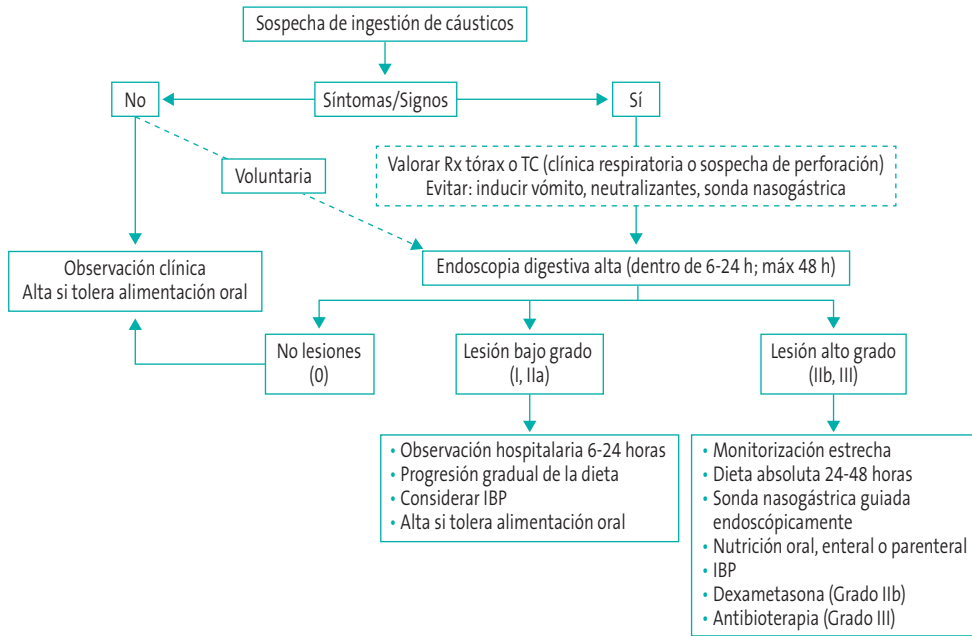 Sospecha de ingestión de cáusticos
No
Síntomas/Signos
Sí
Valorar Rx tórax o TC (clínica respiratoria o sospecha de perforación)
Evitar: inducir vómito, neutralizantes, sonda nasogástrica
Voluntaria
Observación clínica
Alta si tolera alimentación oral
Endoscopia digestiva alta (dentro de 6-24 h; máx 48 h)
No lesiones
(0)
Lesión bajo grado
(I, IIa)
Lesión alto grado
(IIb, III)
• Observación hospitalaria 6-24 horas
• Progresión gradual de la dieta
• Considerar IBP
• Alta si tolera alimentación oral
• Monitorización estrecha
• Dieta absoluta 24-48 horas
• Sonda nasogástrica guiada
endoscópicamente
• Nutrición oral, enteral o parenteral
• IBP
• Dexametasona (Grado IIb)
• Antibioterapia (Grado III)